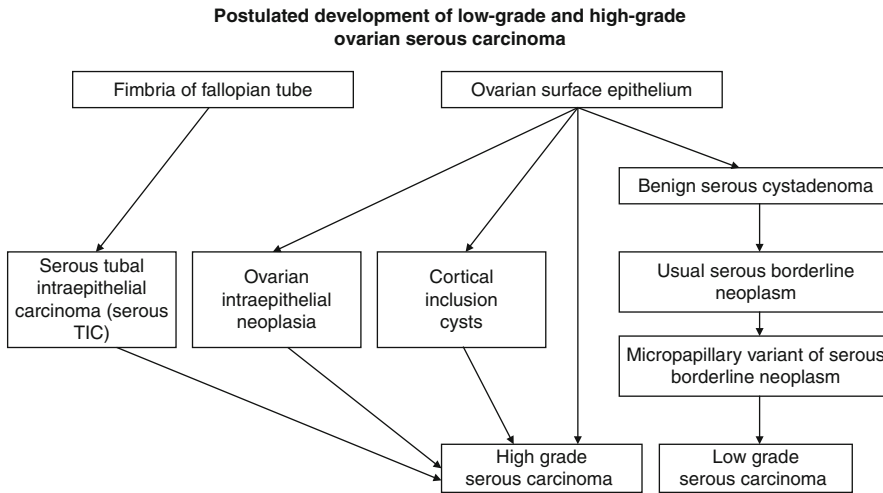 Postulated development of low-grade and high-grade
ovarian serous carcinoma
Fimbria of fallopian tube
Ovarian surface epithelium
Benign serous cystadenoma
Serous tubal
intraepithelial
carcinoma (serous
TIC)
Ovarian
intraepithelial
neoplasia
Cortical
inclusion
cysts
Usual serous borderline
neoplasm
Micropapillary variant of serous
borderline neoplasm
High grade
serous carcinoma
Low grade
serous carcinoma